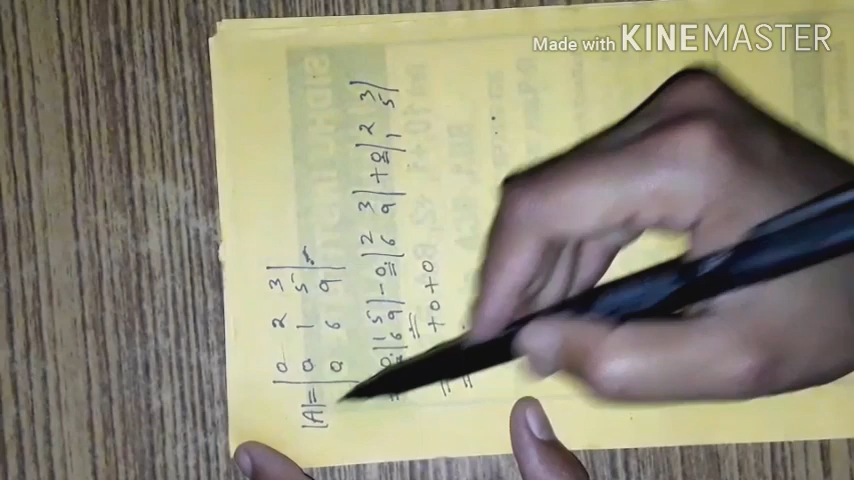 Made with KINEMASTER
|A| = | 0 2 3 |
| 0 1 5 |
| 0 6 9 |
= 0 | 1 5 | - 0 | 2 3 | + 0 | 2 3 |
| 6 9 | | 6 9 | | 1 5 |
= + 0 + 0
=